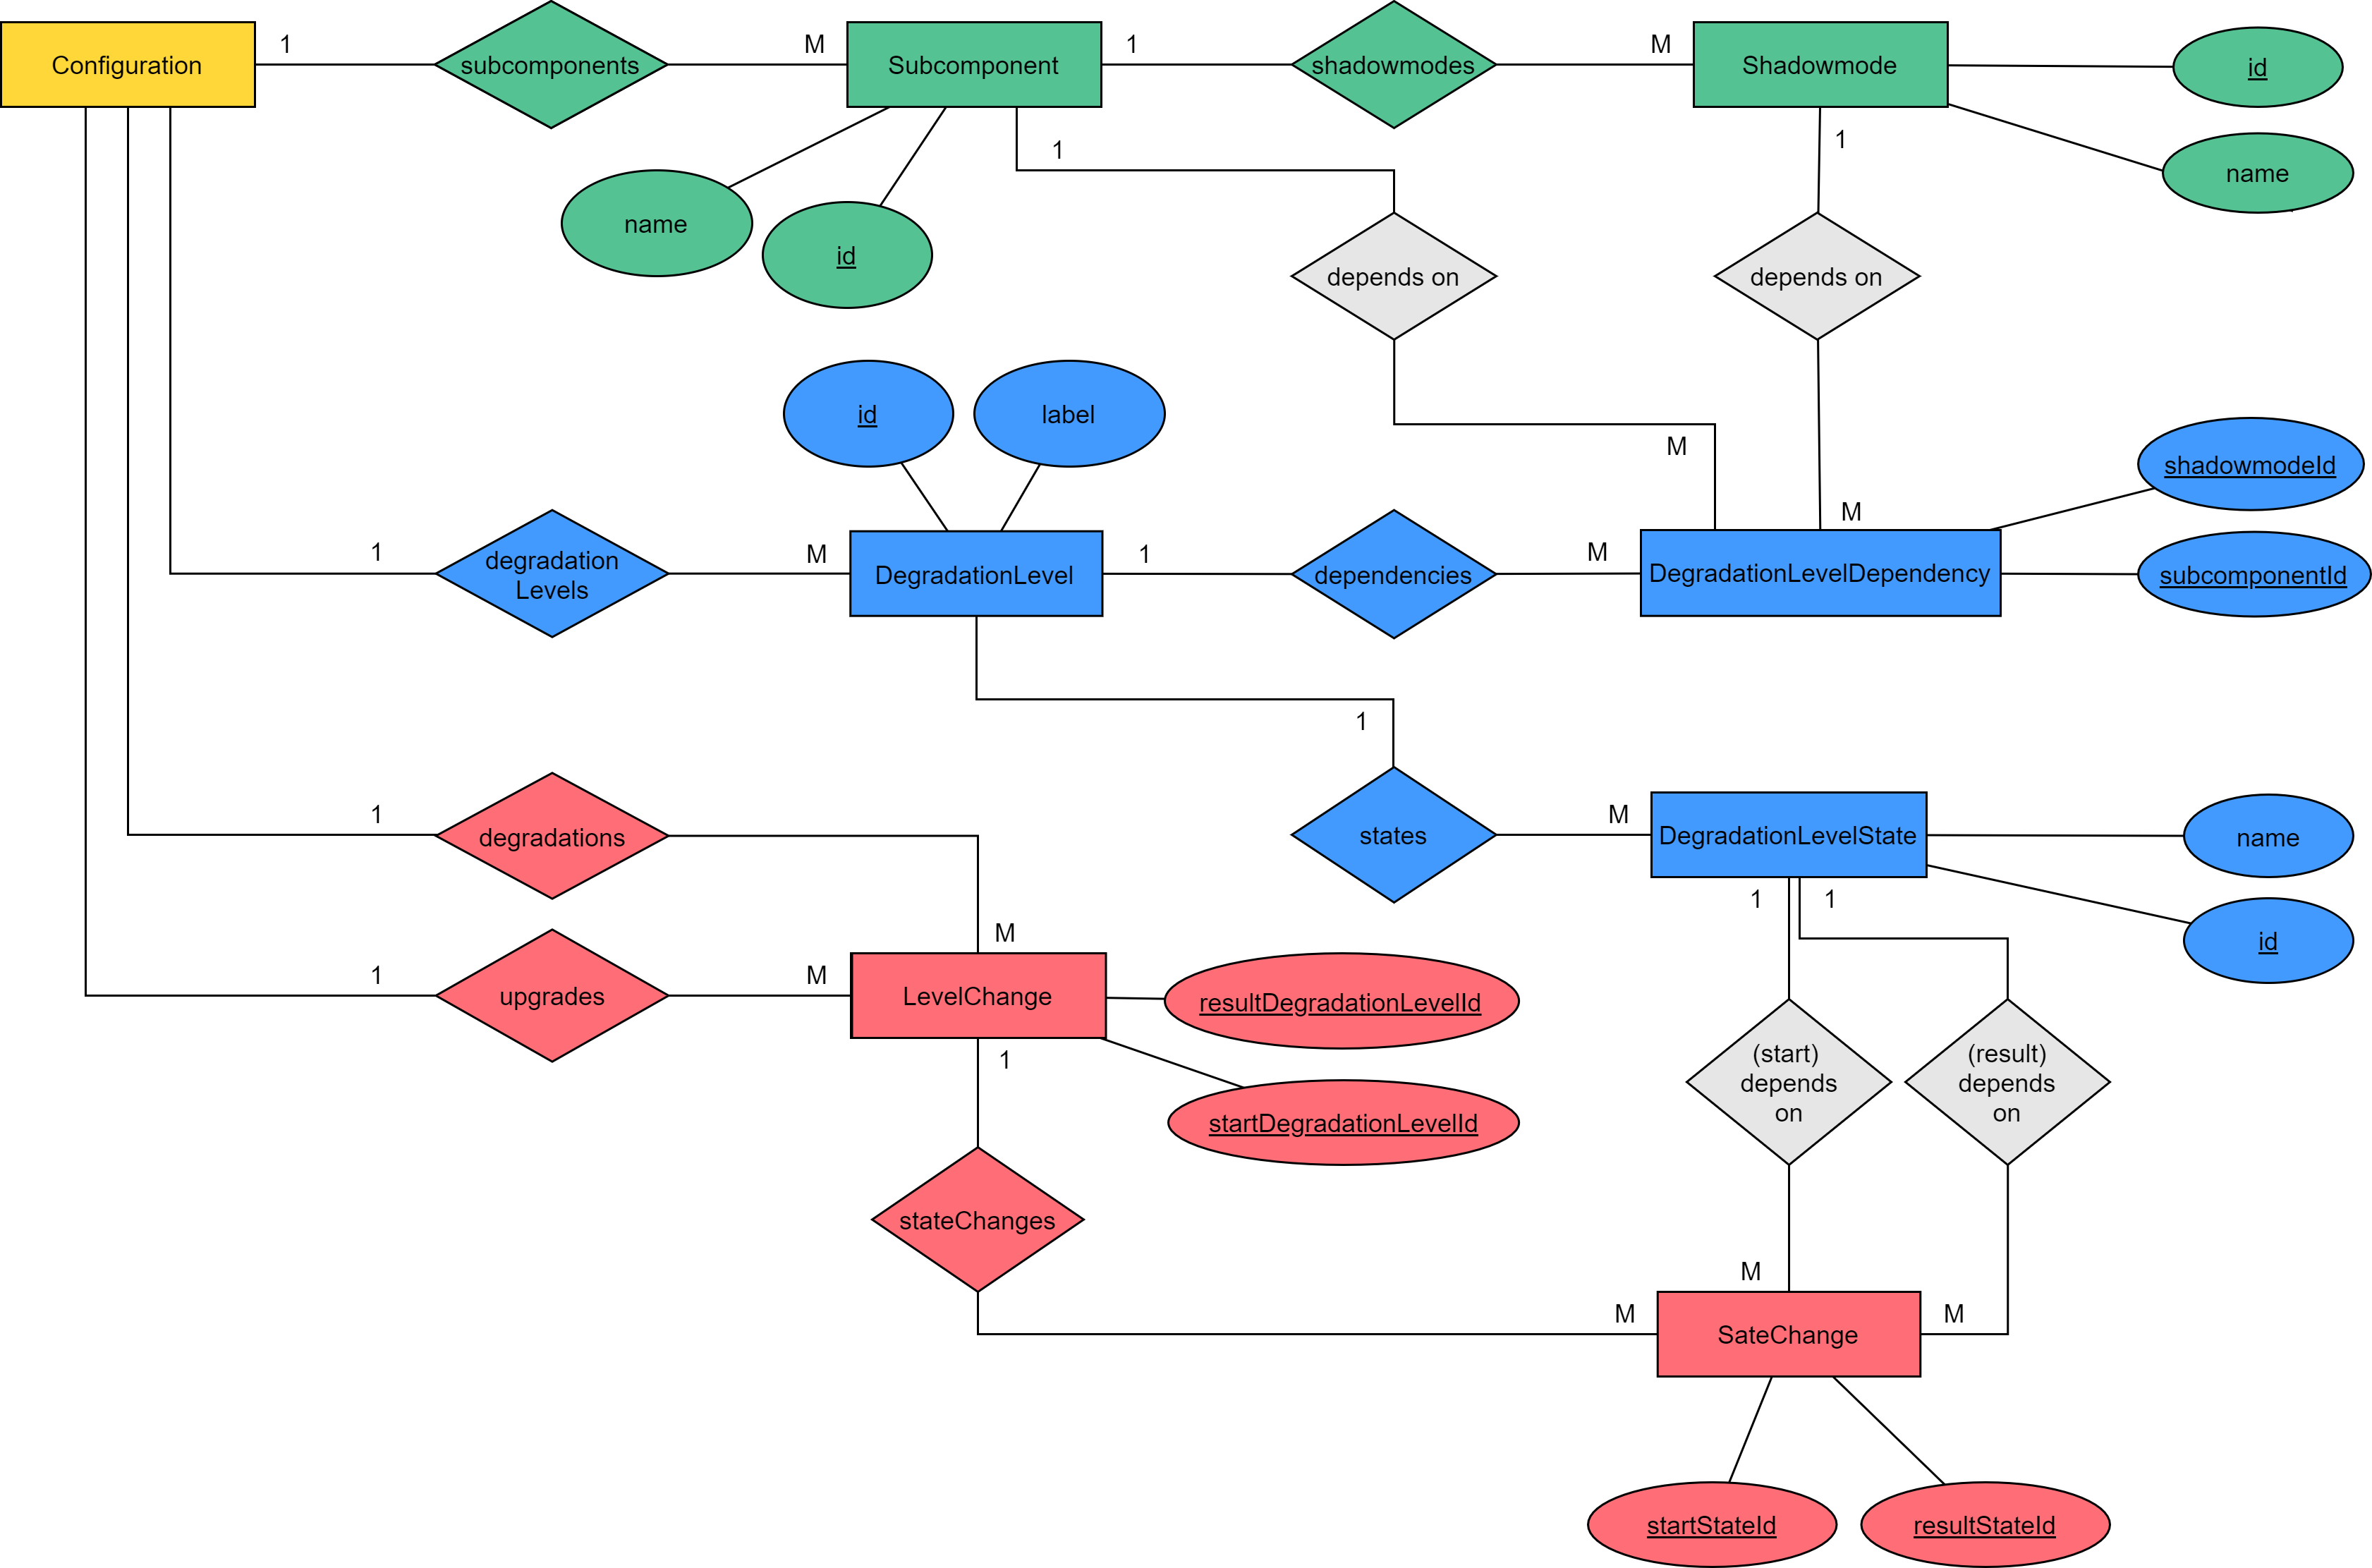 Configuration
1
subcomponents
M
Subcomponent
1
shadowmodes
M
Shadowmode
id
name
name
id
1
1
depends on
depends on
id
label
M
M
shadowmodeId
1
degradation
Levels
M
DegradationLevel
1
dependencies
M
DegradationLevelDependency
subcomponentId
1
1
degradations
states
M
DegradationLevelState
name
1
1
id
M
1
upgrades
M
LevelChange
resultDegradationLevelId
1
startDegradationLevelId
(start)
depends
on
(result)
depends
on
stateChanges
M
M
SateChange
M
startStateId
resultStateId